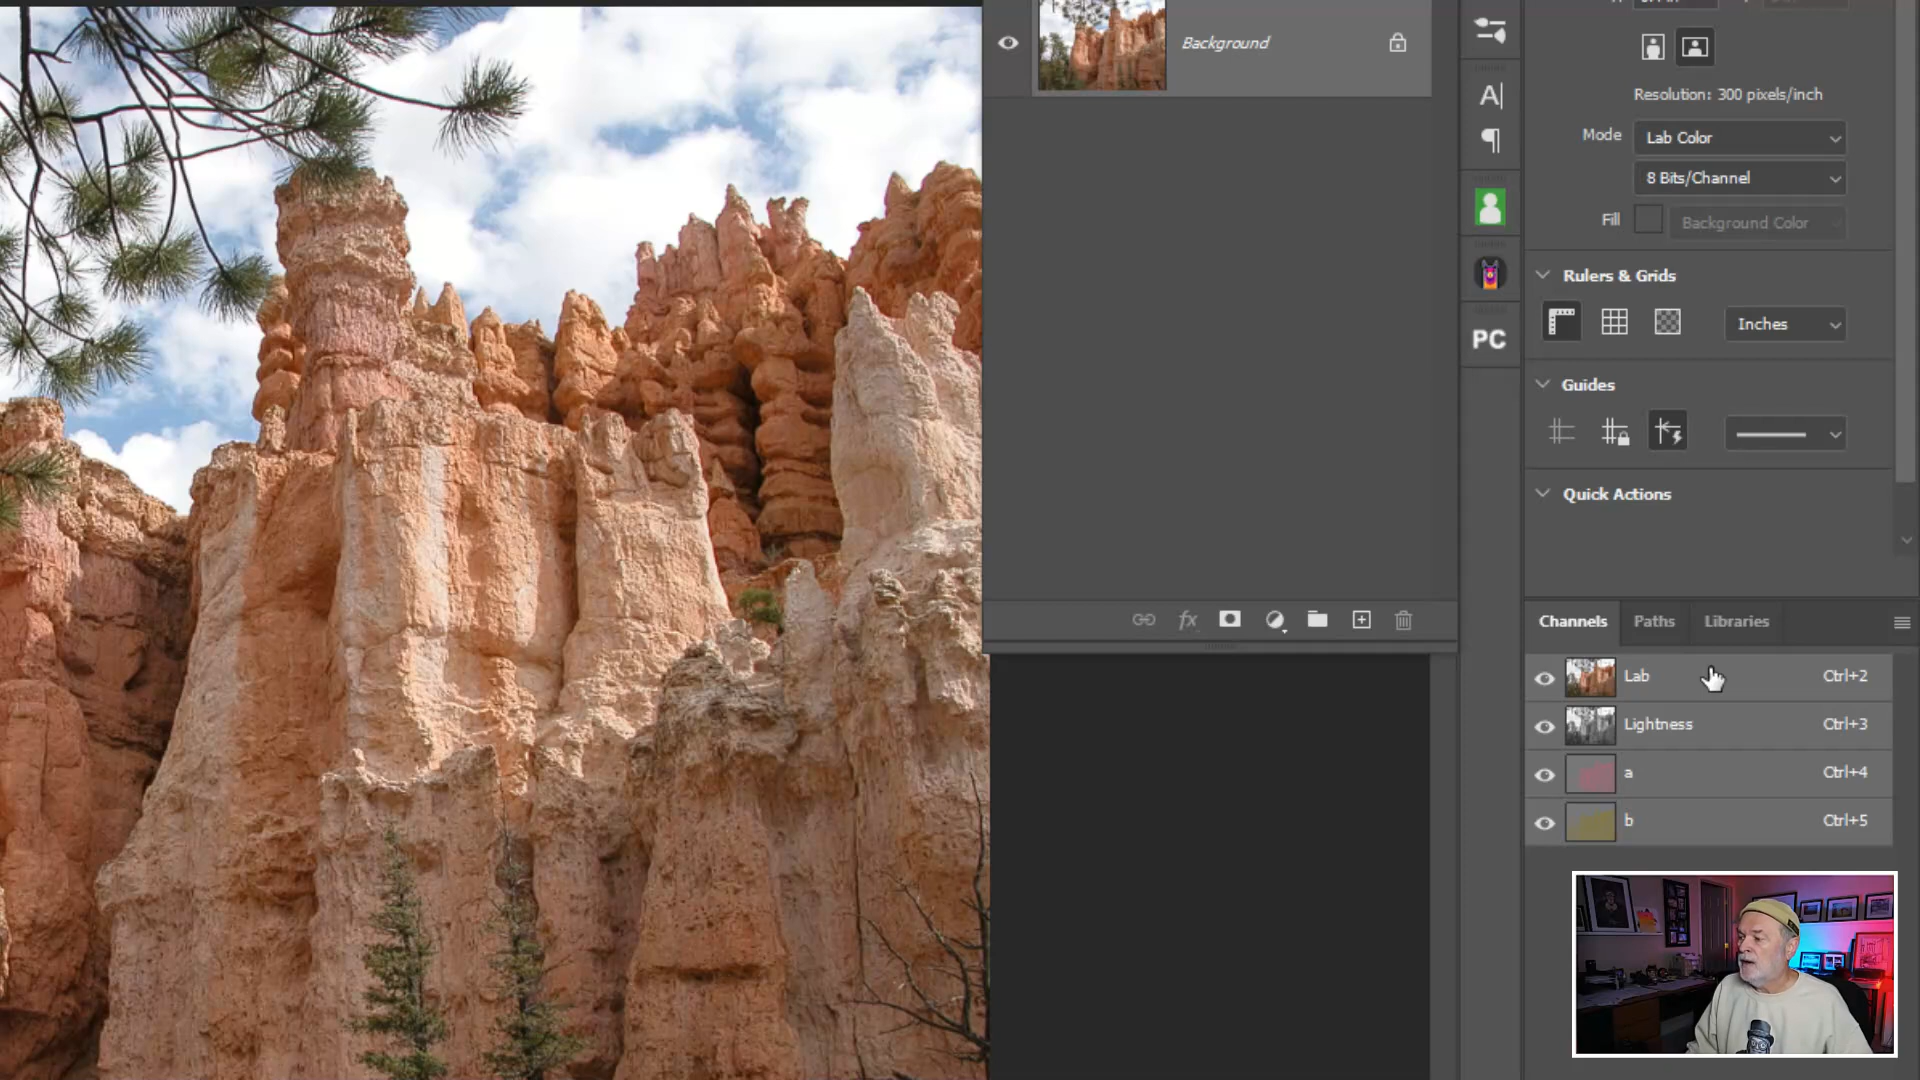 Background
A|
¶
PC
Resolution: 300 pixels/inch
Mode
Lab Color
8 Bits/Channel
Fill
Background Color
Rulers & Grids
Inches
Guides
Quick Actions
fx
Channels
Paths
Libraries
Lab
Ctrl+2
Lightness
Ctrl+3
a
Ctrl+4
b
Ctrl+5